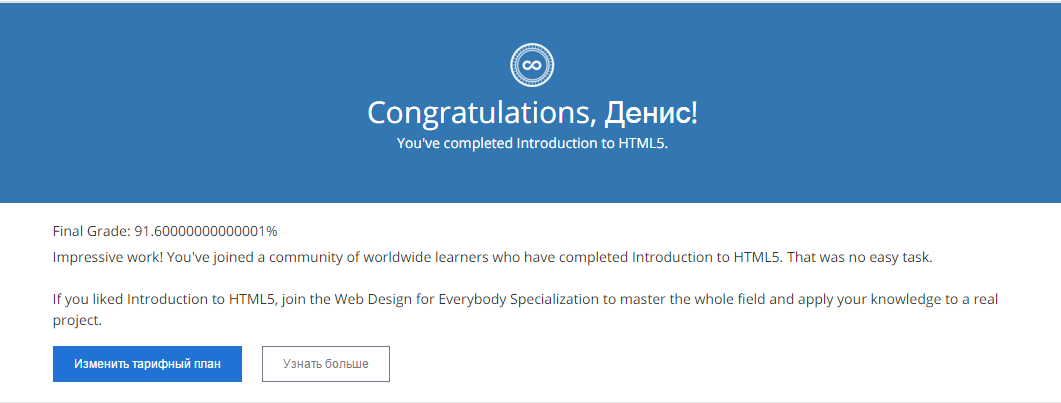 Congratulations, Денис!
You've completed Introduction to HTML5.
Final Grade: 91.60000000000001%
Impressive work! You've joined a community of worldwide learners who have completed Introduction to HTML5. That was no easy task.
If you liked Introduction to HTML5, join the Web Design for Everybody Specialization to master the whole field and apply your knowledge to a real
project.
Изменить тарифный план
Узнать больше